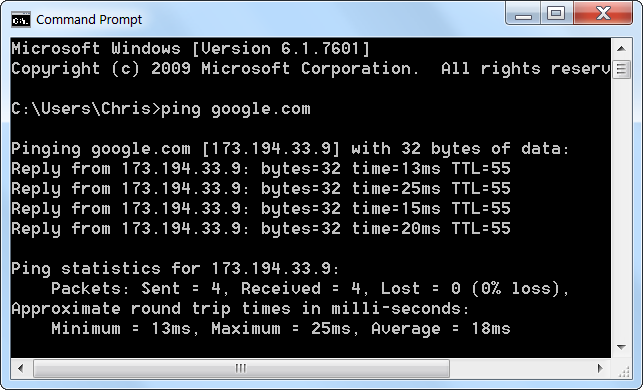 Command Prompt
Microsoft Windows [Version 6.1.7601]
Copyright (c) 2009 Microsoft Corporation.  All rights reserv
C:\Users\Chris>ping google.com
Pinging google.com [173.194.33.9] with 32 bytes of data:
Reply from 173.194.33.9: bytes=32 time=13ms TTL=55
Reply from 173.194.33.9: bytes=32 time=25ms TTL=55
Reply from 173.194.33.9: bytes=32 time=15ms TTL=55
Reply from 173.194.33.9: bytes=32 time=20ms TTL=55
Ping statistics for 173.194.33.9:
    Packets: Sent = 4, Received = 4, Lost = 0 (0% loss),
Approximate round trip times in milli-seconds:
    Minimum = 13ms, Maximum = 25ms, Average = 18ms